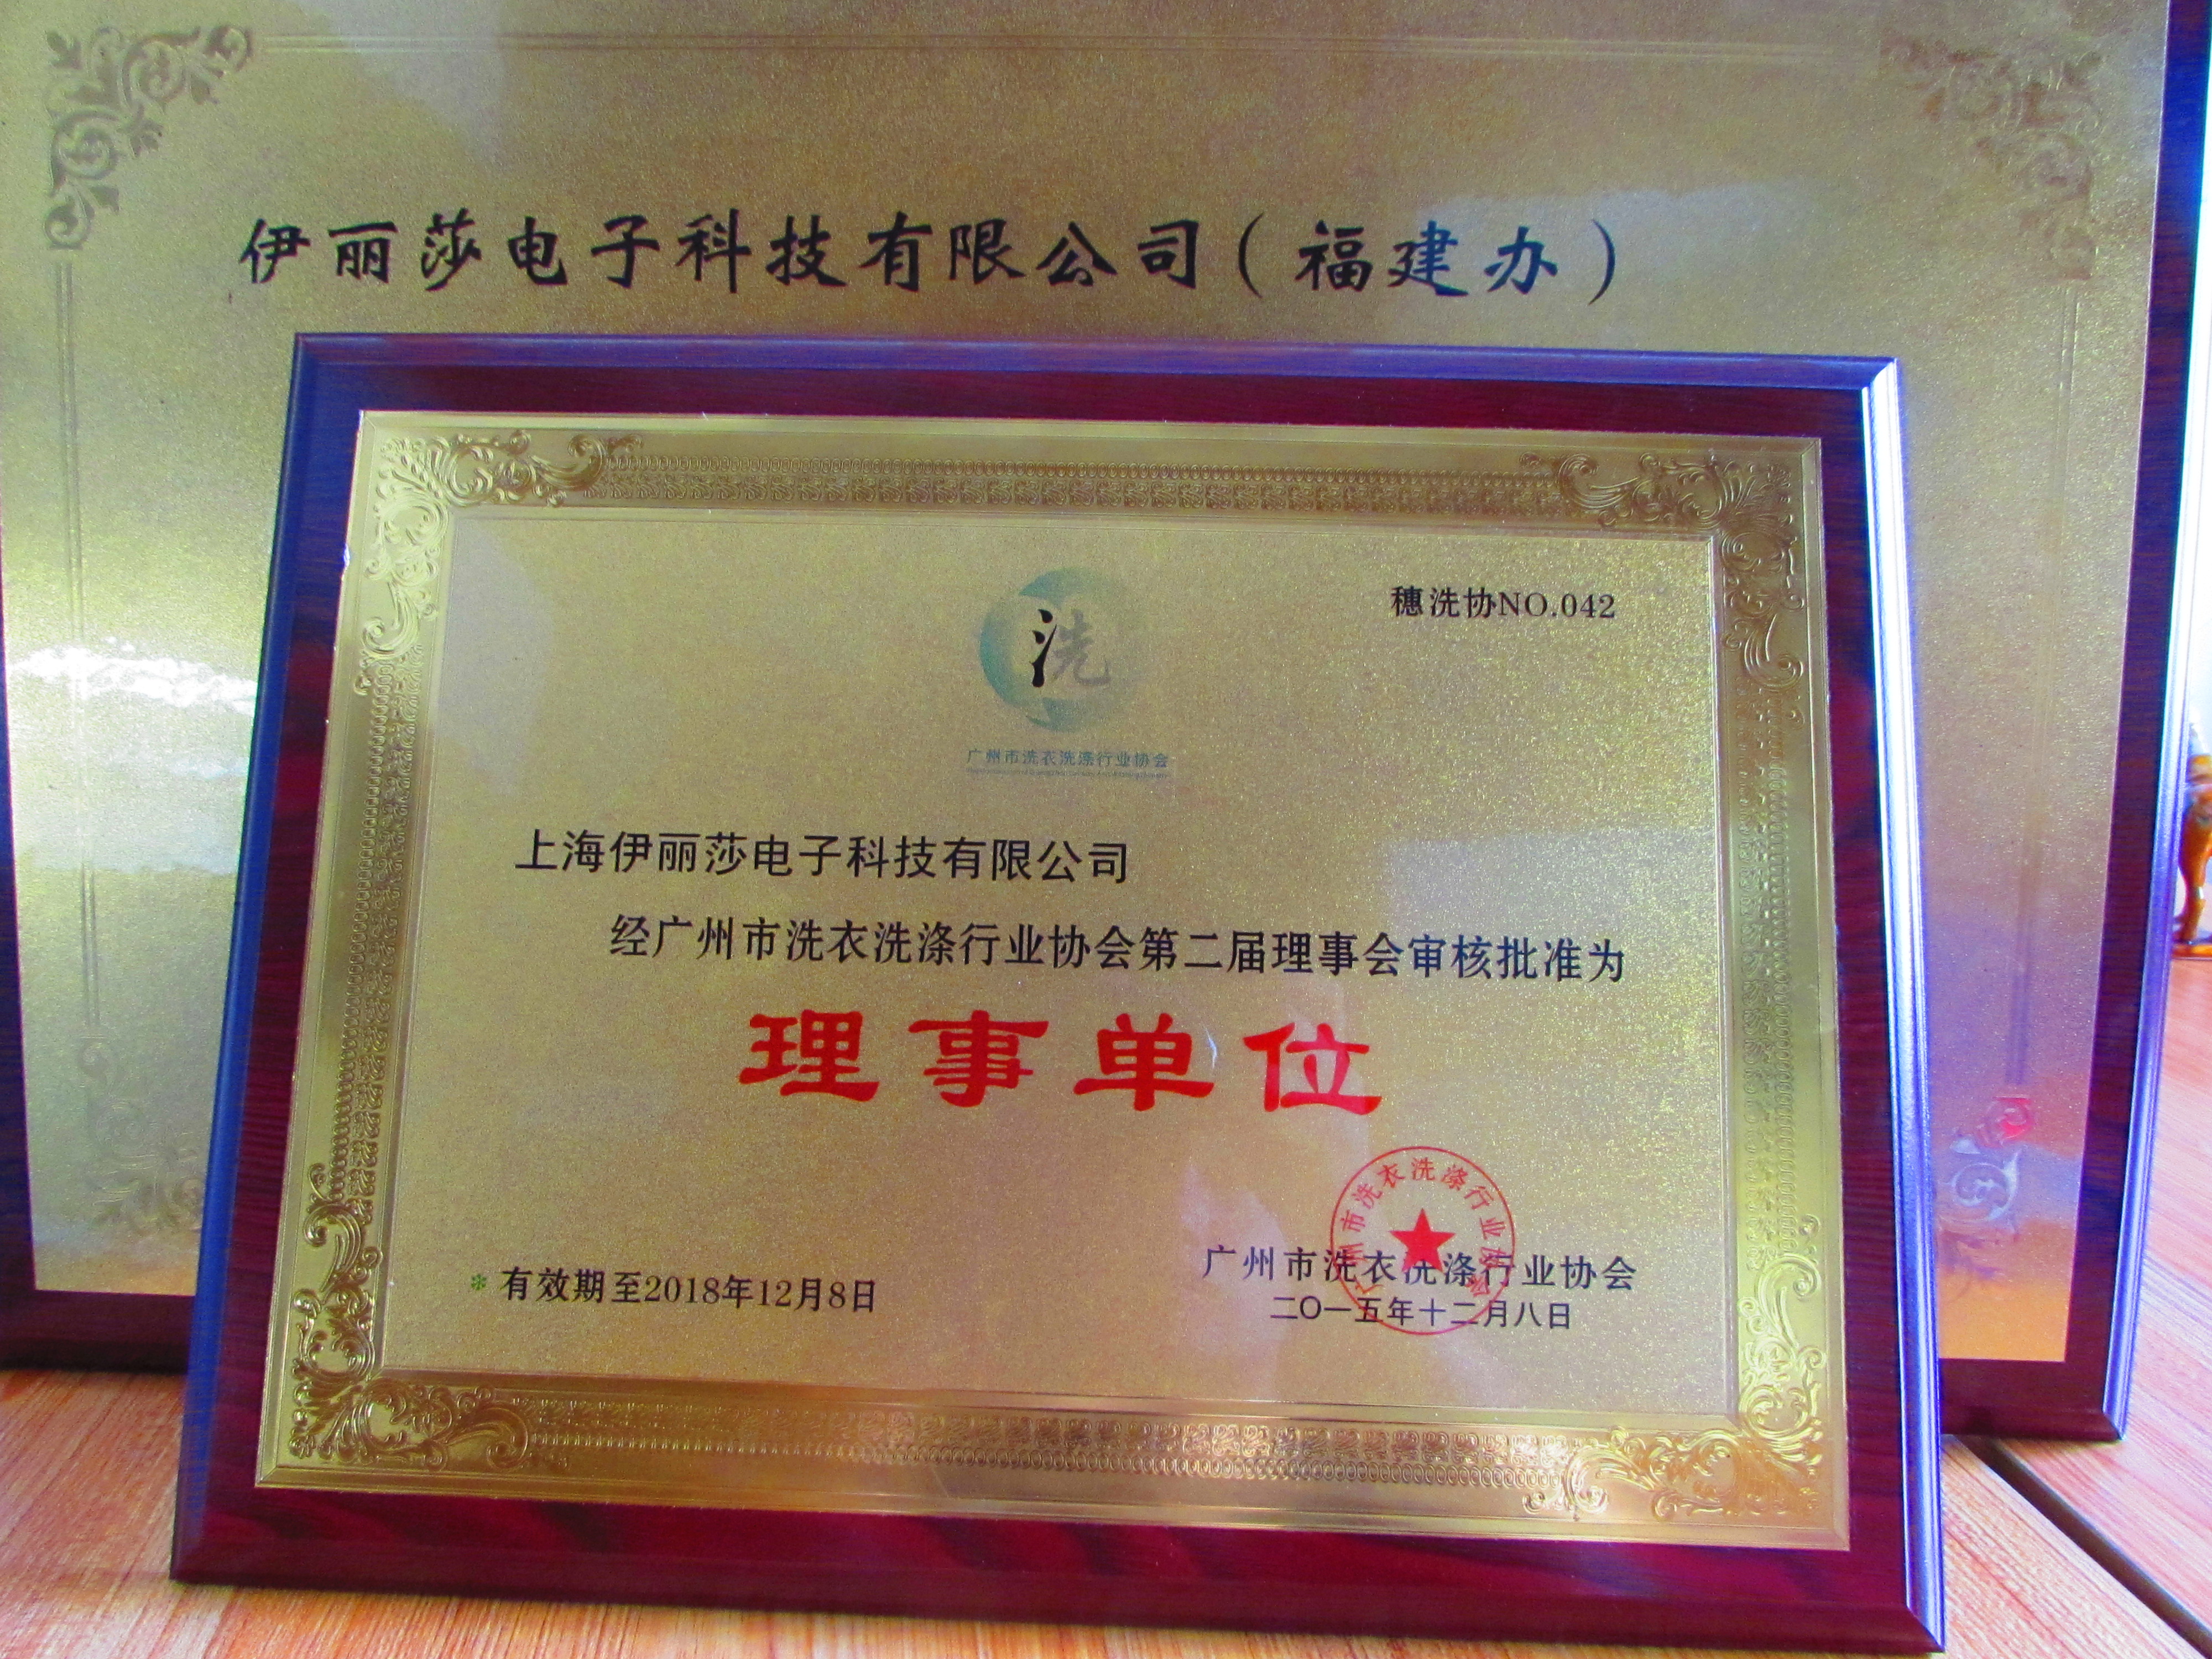 伊丽莎电子科技有限公司（福建办）
洗
穗洗协NO.042
广州市洗衣洗涤行业协会
上海伊丽莎电子科技有限公司
经广州市洗衣洗涤行业协会第二届理事会审核批准为
理事单位
市洗衣洗涤行业协会
*有效期至2018年12月8日
广州市洗衣洗涤行业协会
二〇一五年十二月八日